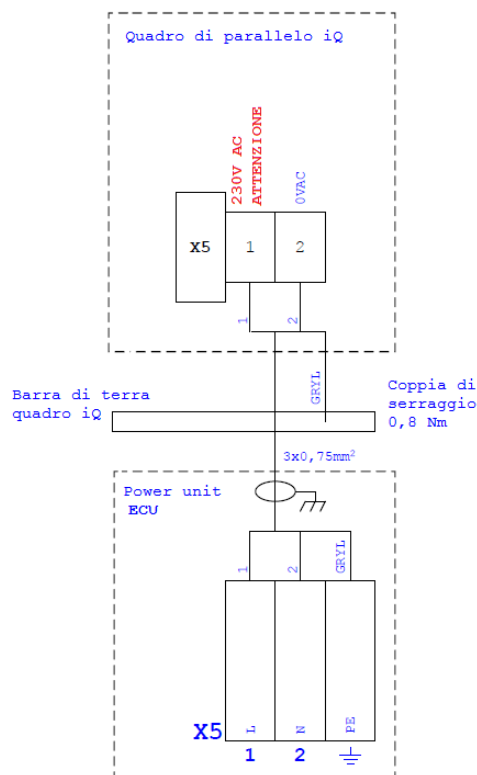 Quadro di parallelo iQ
230V AC
ATTENZIONE
0VAC
X5
1
2
1
2
GRYL
Barra di terra
quadro iQ
Coppia di
serraggio
0,8 Nm
3x0,75mm²
Power unit
ECU
1
2
GRYL
X5
L
N
PE
1
2